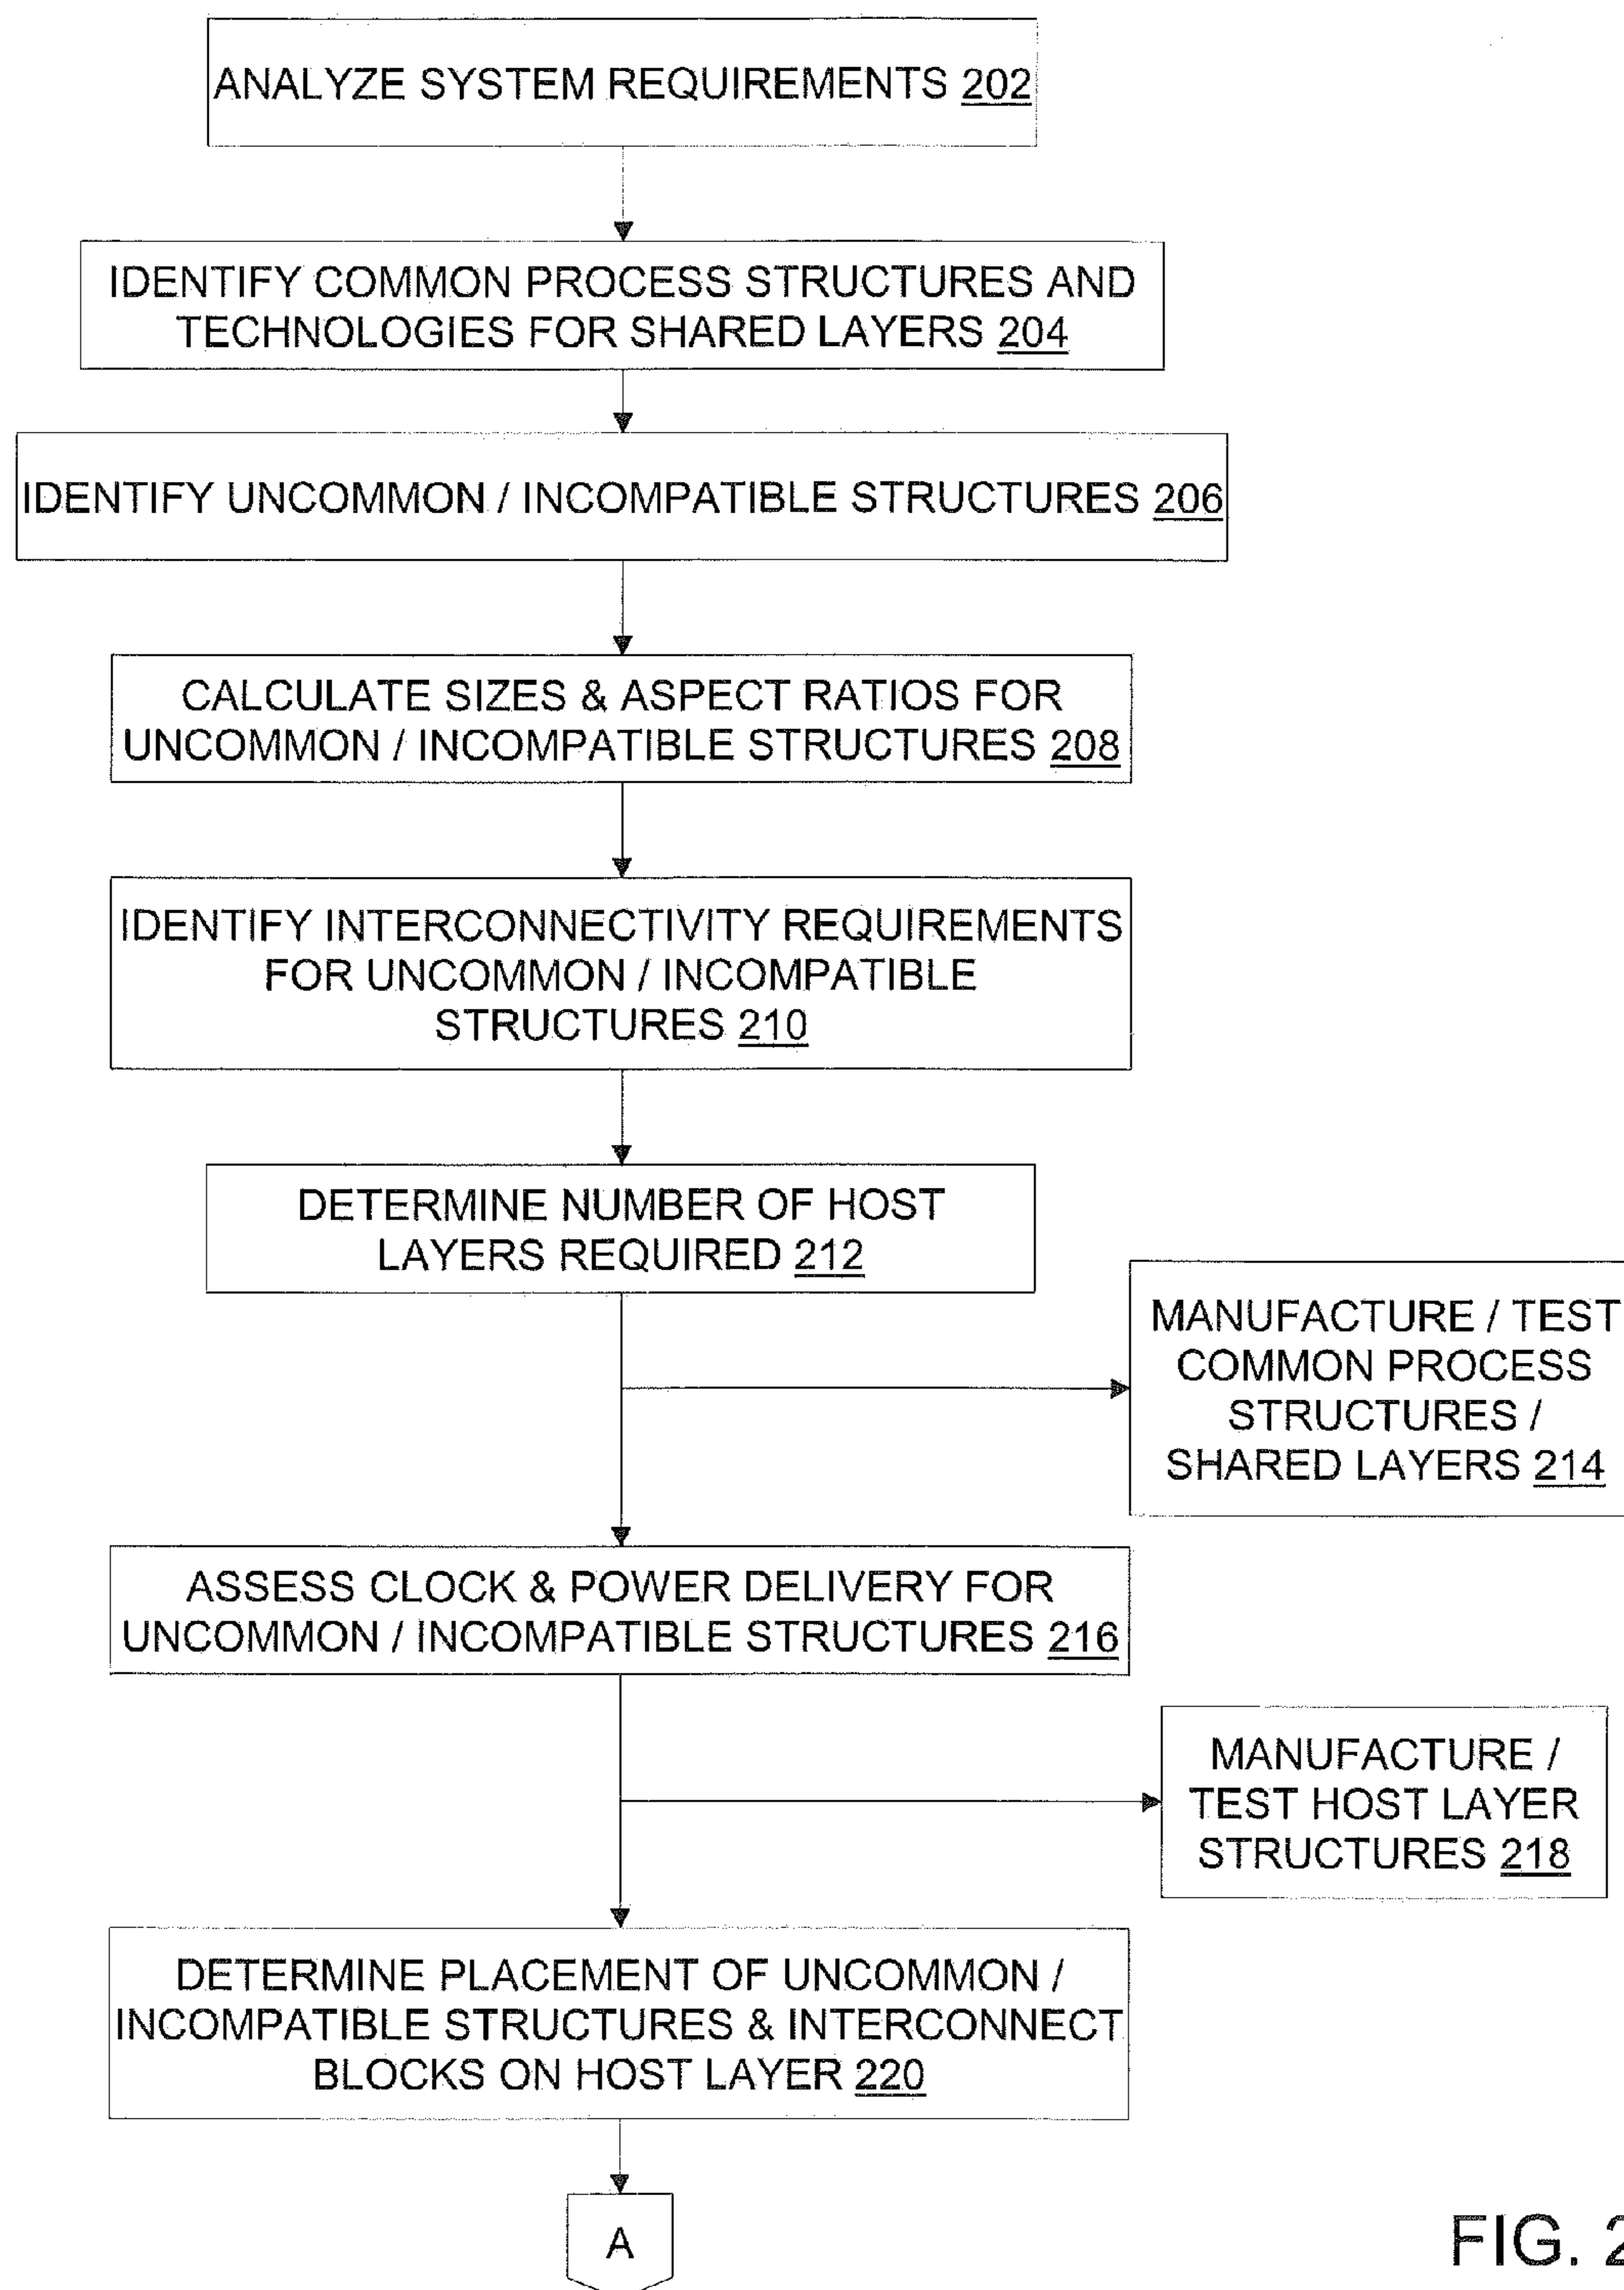 ANALYZE SYSTEM REQUIREMENTS 202
IDENTIFY COMMON PROCESS STRUCTURES AND
TECHNOLOGIES FOR SHARED LAYERS 204
IDENTIFY UNCOMMON / INCOMPATIBLE STRUCTURES 206
CALCULATE SIZES & ASPECT RATIOS FOR
UNCOMMON / INCOMPATIBLE STRUCTURES 208
IDENTIFY INTERCONNECTIVITY REQUIREMENTS
FOR UNCOMMON / INCOMPATIBLE
STRUCTURES 210
DETERMINE NUMBER OF HOST
LAYERS REQUIRED 212
MANUFACTURE / TEST
COMMON PROCESS
STRUCTURES /
SHARED LAYERS 214
ASSESS CLOCK & POWER DELIVERY FOR
UNCOMMON / INCOMPATIBLE STRUCTURES 216
MANUFACTURE /
TEST HOST LAYER
STRUCTURES 218
DETERMINE PLACEMENT OF UNCOMMON /
INCOMPATIBLE STRUCTURES & INTERCONNECT
BLOCKS ON HOST LAYER 220
A
FIG. 2